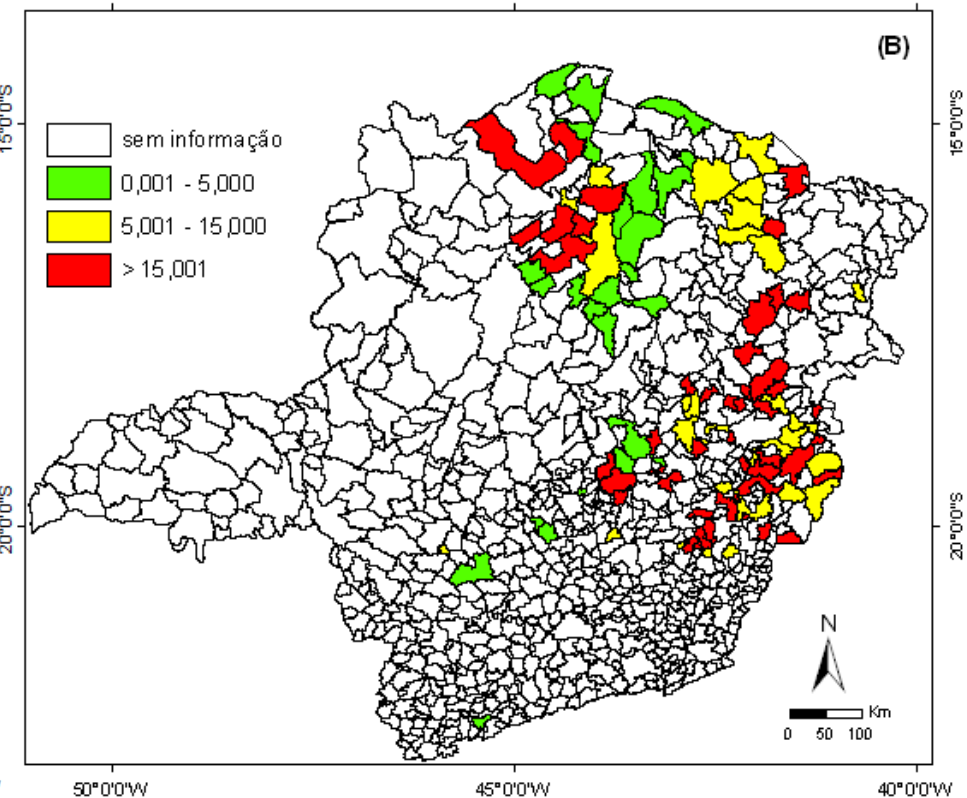 (B)
15°0'0"S
15°0'0"S
sem informação
0,001 - 5,000
5,001 - 15,000
> 15,001
20°0'0"S
20°0'0"S
N
Km
0 50 100
50°0'0"W
45°0'0"W
40°0'0"W